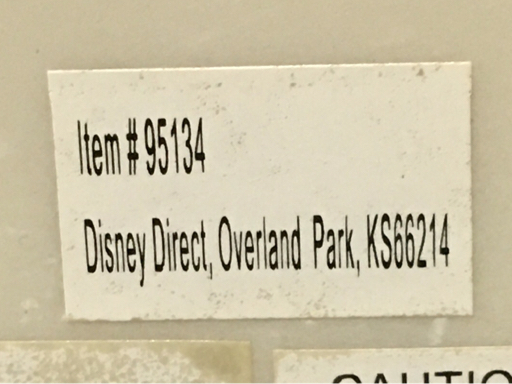 Item # 95134
Disney Direct, Overland Park, KS66214